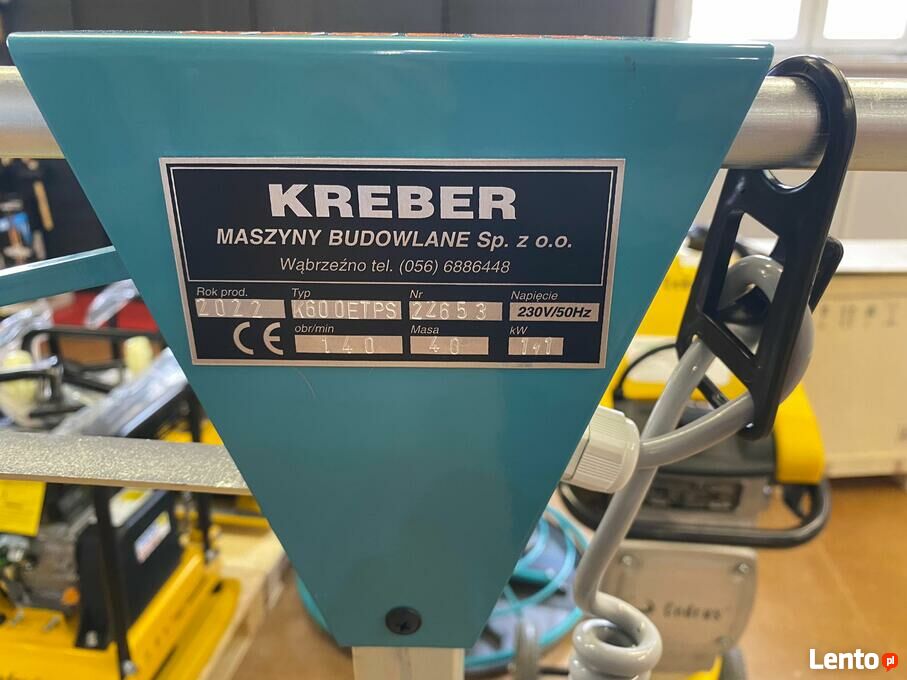 KREBER
MASZYNY BUDOWLANE Sp. z o.o.
Wąbrzeźno tel. (056) 6886448
Rok prod. Typ Nr Napięcie
2022 K600ETPS 22653 230V/50Hz
CE obr/min Masa kW
140 40 1,1
Lento.pl